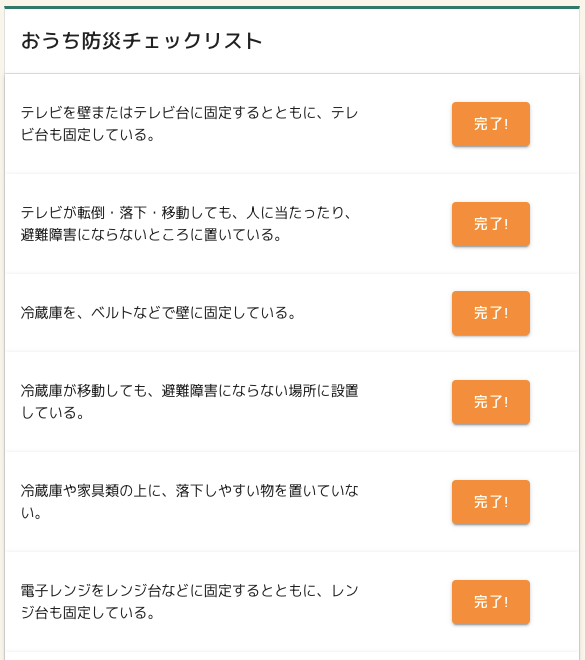 おうち防災チェックリスト
テレビを壁またはテレビ台に固定するとともに、テレ
ビ台も固定している。
完了!
テレビが転倒・落下・移動しても、人に当たったり、
避難障害にならないところに置いている。
完了!
冷蔵庫を、ベルトなどで壁に固定している。
完了!
冷蔵庫が移動しても、避難障害にならない場所に設置
している。
完了!
冷蔵庫や家具類の上に、落下しやすい物を置いていな
い。
完了!
電子レンジをレンジ台などに固定するとともに、レン
ジ台も固定している。
完了!